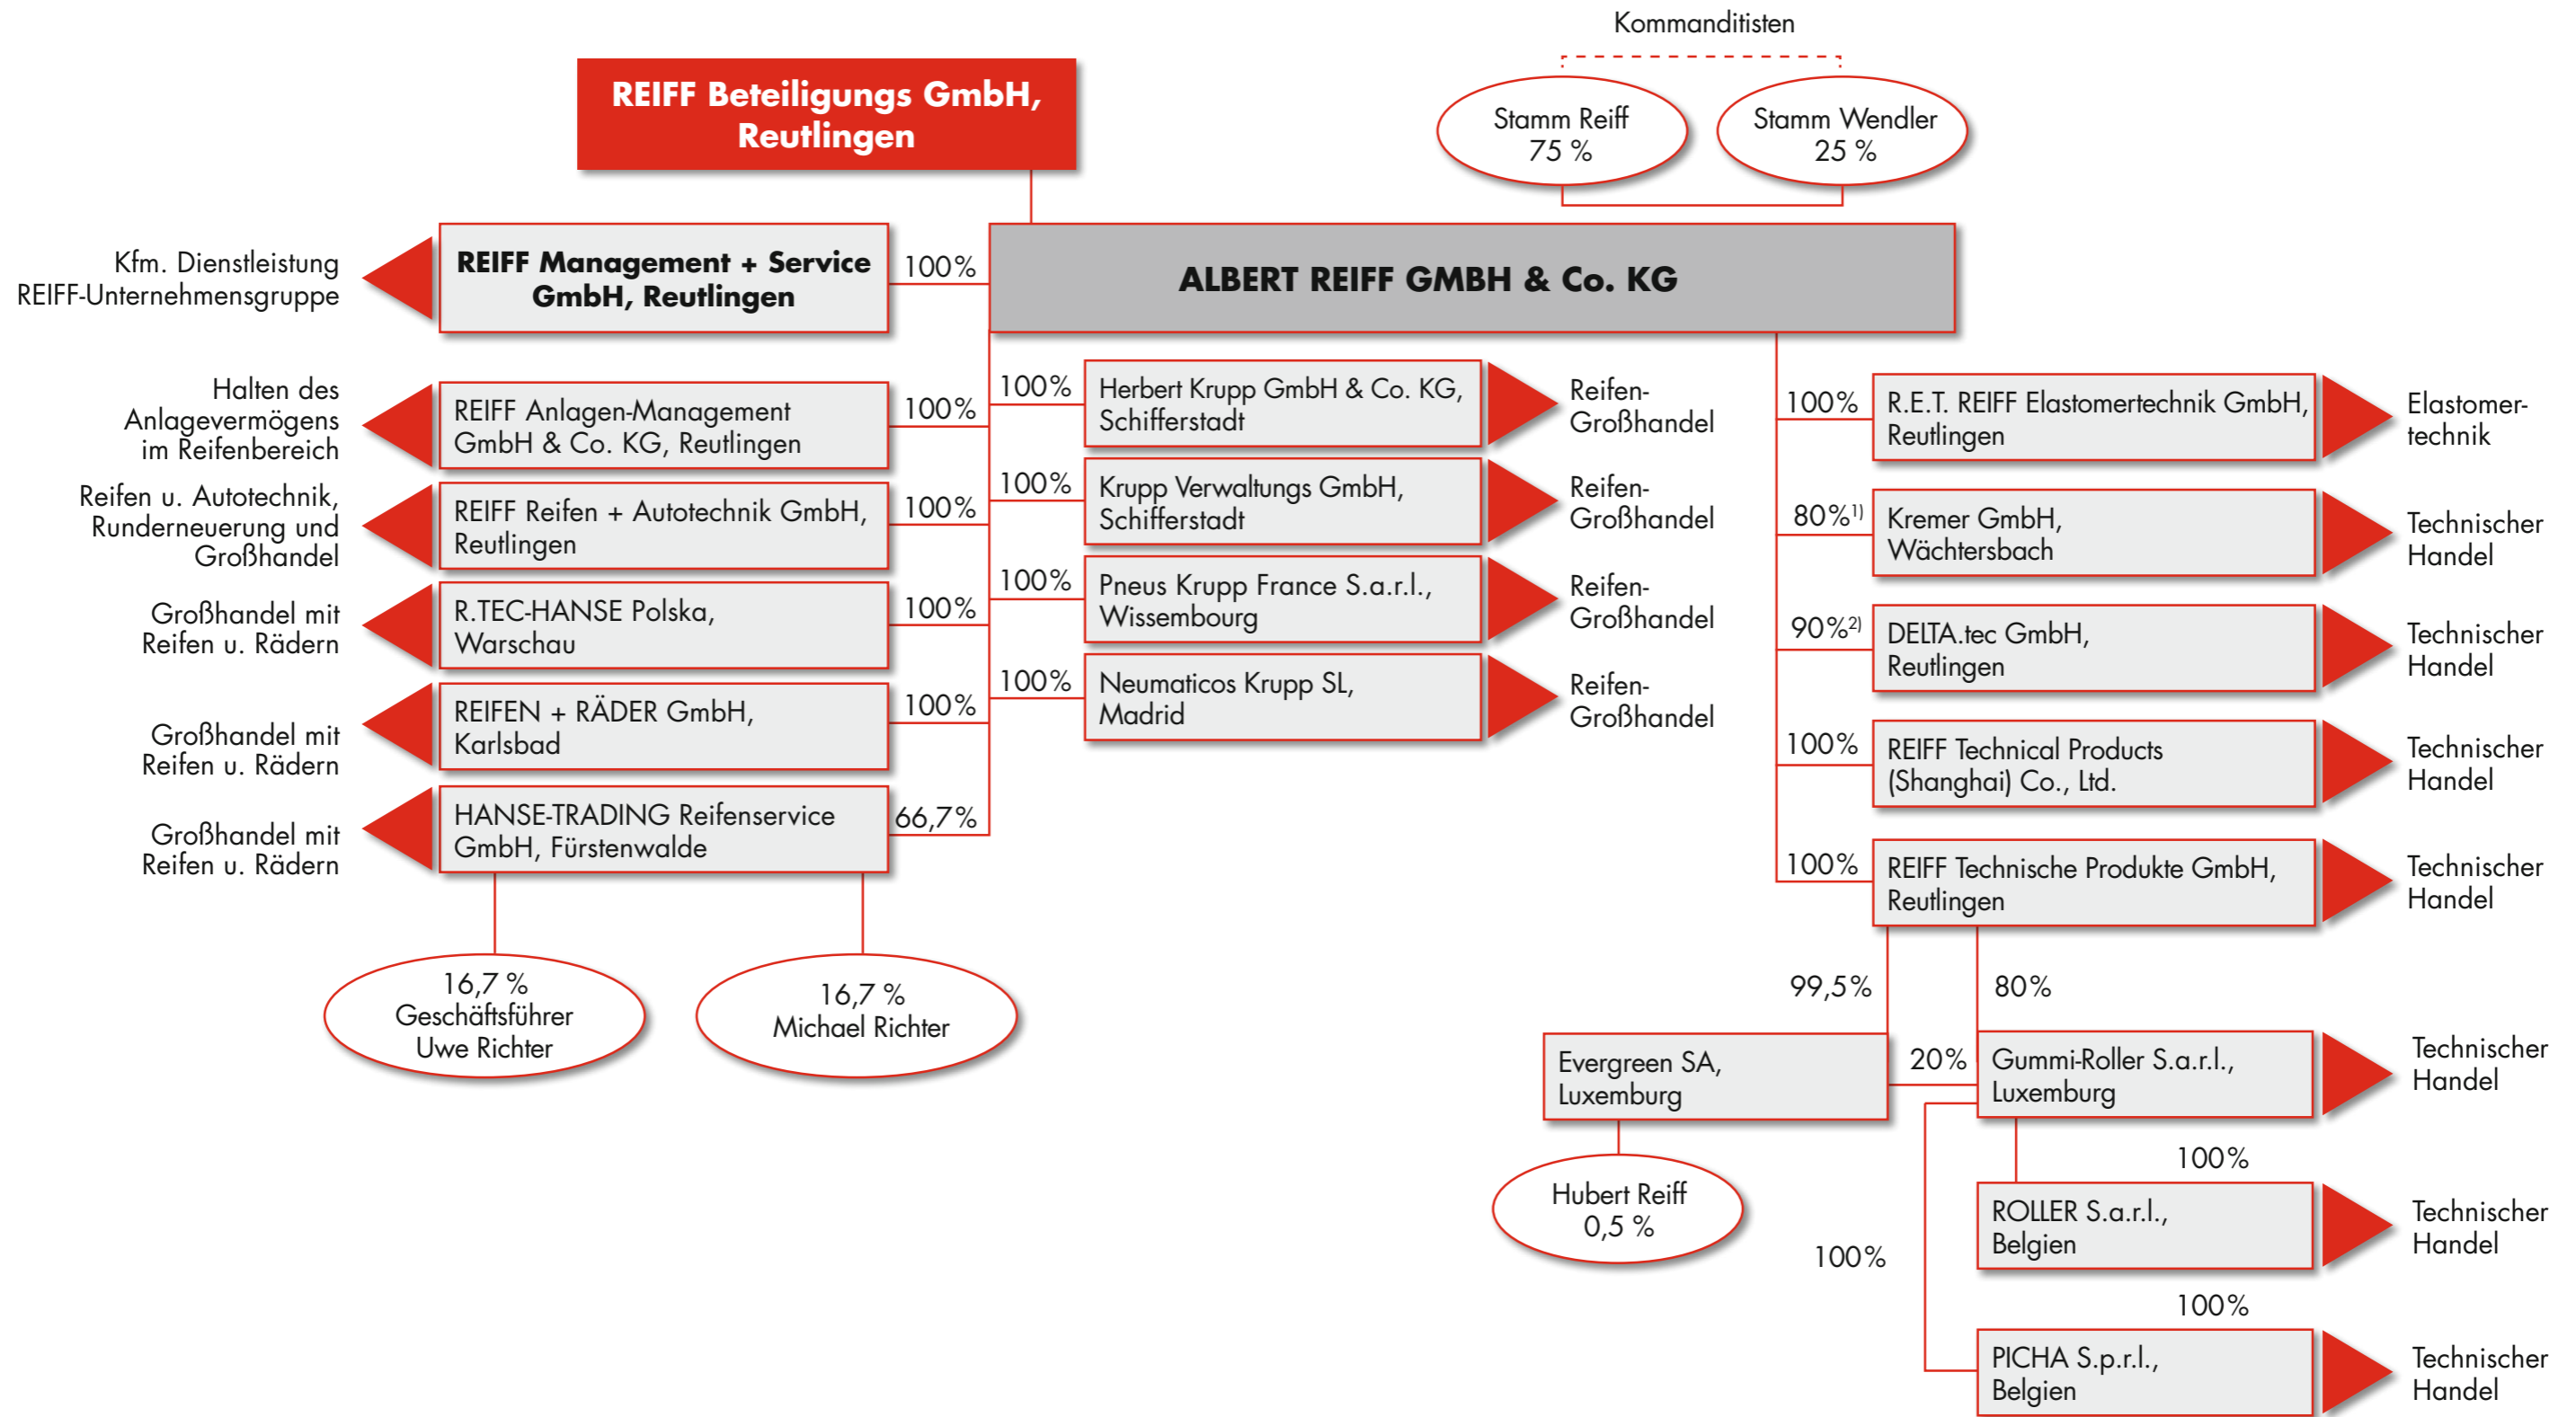 Kommanditisten
REIFF Beteiligungs GmbH,
Reutlingen
Stamm Reiff
75 %
Stamm Wendler
25 %
Kfm. Dienstleistung
REIFF-Unternehmensgruppe
REIFF Management + Service
GmbH, Reutlingen
100%
ALBERT REIFF GMBH & Co. KG
Halten des
Anlagevermögens
im Reifenbereich
REIFF Anlagen-Management
GmbH & Co. KG, Reutlingen
100%
Reifen u. Autotechnik,
Runderneuerung und
Großhandel
REIFF Reifen + Autotechnik GmbH,
Reutlingen
100%
Großhandel mit
Reifen u. Rädern
R.TEC-HANSE Polska,
Warschau
100%
Großhandel mit
Reifen u. Rädern
REIFEN + RÄDER GmbH,
Karlsbad
100%
Großhandel mit
Reifen u. Rädern
HANSE-TRADING Reifenservice
GmbH, Fürstenwalde
66,7%
16,7 %
Geschäftsführer
Uwe Richter
16,7 %
Michael Richter
100%
Herbert Krupp GmbH & Co. KG,
Schifferstadt
Reifen-
Großhandel
100%
Krupp Verwaltungs GmbH,
Schifferstadt
Reifen-
Großhandel
100%
Pneus Krupp France S.a.r.l.,
Wissembourg
Reifen-
Großhandel
100%
Neumaticos Krupp SL,
Madrid
Reifen-
Großhandel
100%
R.E.T. REIFF Elastomertechnik GmbH,
Reutlingen
Elastomer-
technik
80%1)
Kremer GmbH,
Wächtersbach
Technischer
Handel
90%2)
DELTA.tec GmbH,
Reutlingen
Technischer
Handel
100%
REIFF Technical Products
(Shanghai) Co., Ltd.
Technischer
Handel
100%
REIFF Technische Produkte GmbH,
Reutlingen
Technischer
Handel
99,5%
80%
Evergreen SA,
Luxemburg
20%
Gummi-Roller S.a.r.l.,
Luxemburg
Technischer
Handel
Hubert Reiff
0,5 %
100%
ROLLER S.a.r.l.,
Belgien
Technischer
Handel
100%
100%
PICHA S.p.r.l.,
Belgien
Technischer
Handel